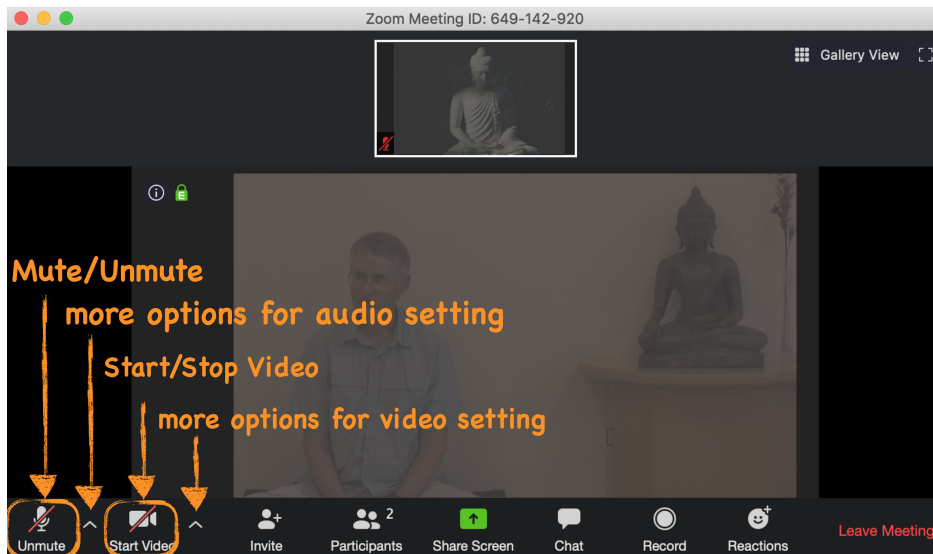 Zoom Meeting ID: 649-142-920
Gallery View
E
Mute/Unmute
more options for audio setting
Start/Stop Video
more options for video setting
2
Unmute Start Video Invite Participants Share Screen Chat Record Reactions Leave Meeting